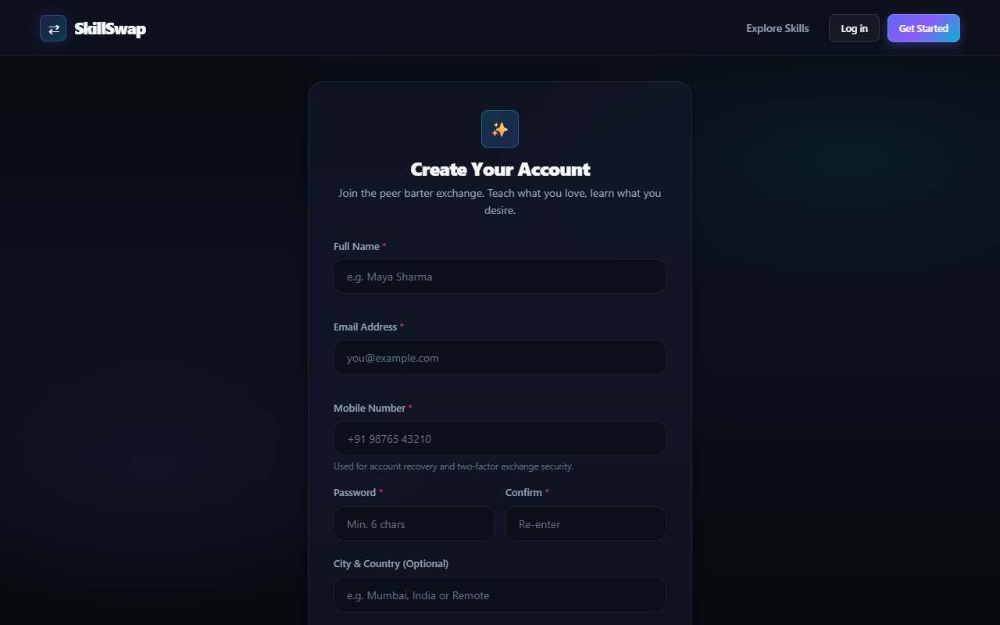 SkillSwap
Explore Skills
Log in
Get Started
Create Your Account
Join the peer barter exchange. Teach what you love, learn what you
desire.
Full Name *
e.g. Maya Sharma
Email Address *
you@example.com
Mobile Number *
+91 98765 43210
Used for account recovery and two-factor exchange security.
Password *
Confirm *
Min. 6 chars
Re-enter
City & Country (Optional)
e.g. Mumbai, India or Remote